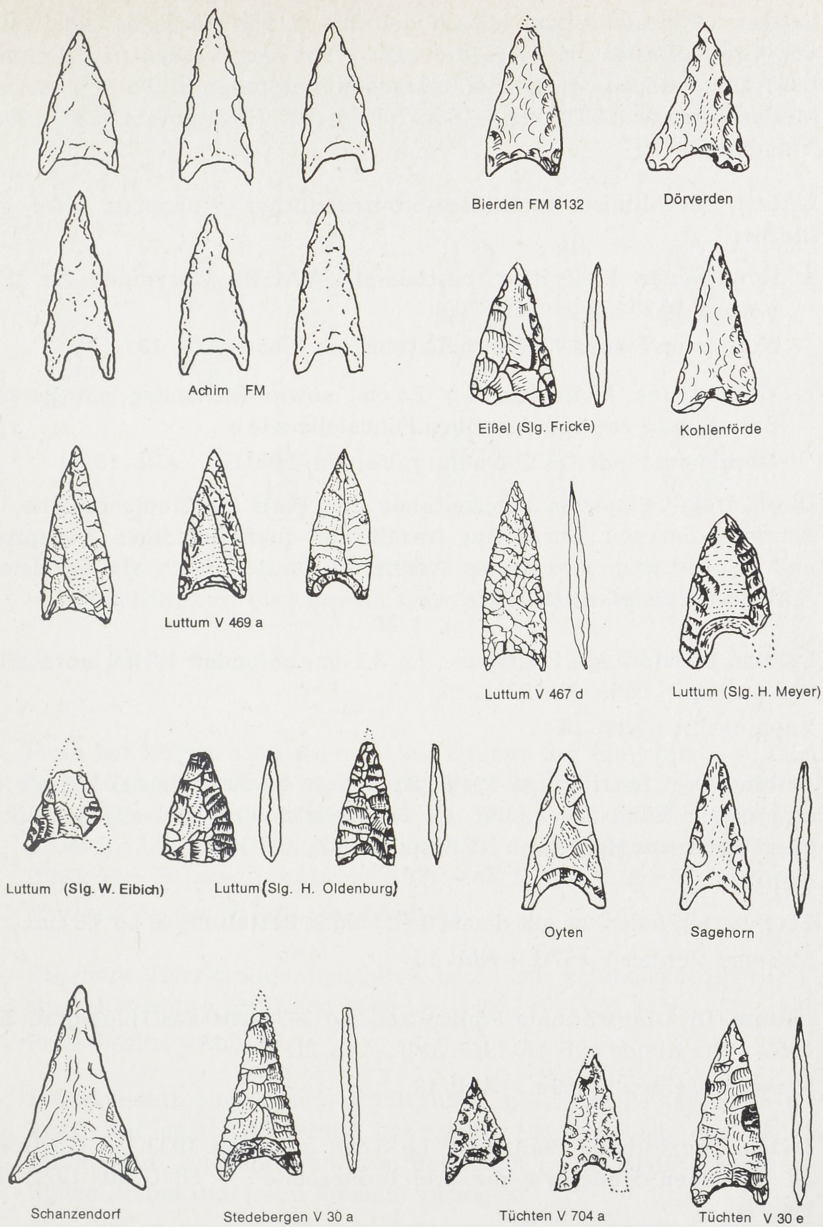 Bierden FM 8132
Dörverden
Achim FM
Eißel (Slg. Fricke)
Kohlenförde
Luttum V 469 a
Luttum V 467 d
Luttum (Slg. H. Meyer)
Luttum (Slg. W. Eibich)
Luttum (Slg. H. Oldenburg)
Oyten
Sagehorn
Schanzendorf
Stedebergen V 30 a
Tüchten V 704 a
Tüchten V 30 e